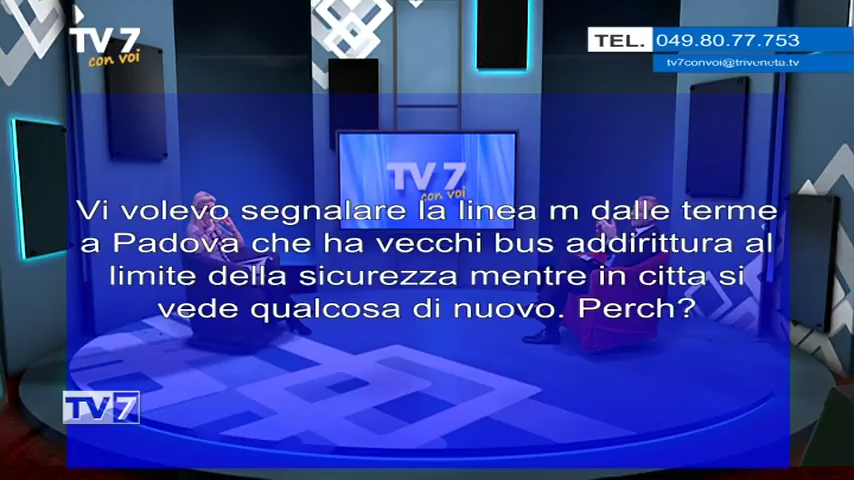 TV7
con voi
TEL. 049.80.77.753
tv7convoi@triveneta.tv
TV7
con voi
Vi volevo segnalare la linea m dalle terme
a Padova che ha vecchi bus addirittura al
limite della sicurezza mentre in citta si
vede qualcosa di nuovo. Perch?
TV7